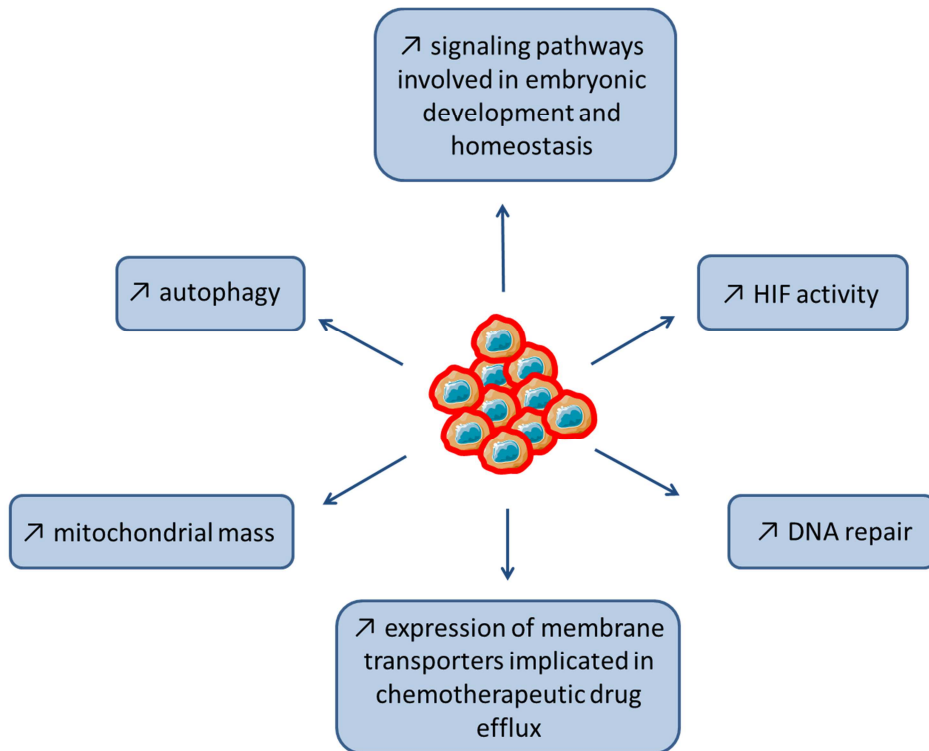 ↗ signaling pathways
involved in embryonic
development and
homeostasis
↗ autophagy
↗ HIF activity
↗ mitochondrial mass
↗ DNA repair
↗ expression of membrane
transporters implicated in
chemotherapeutic drug
efflux